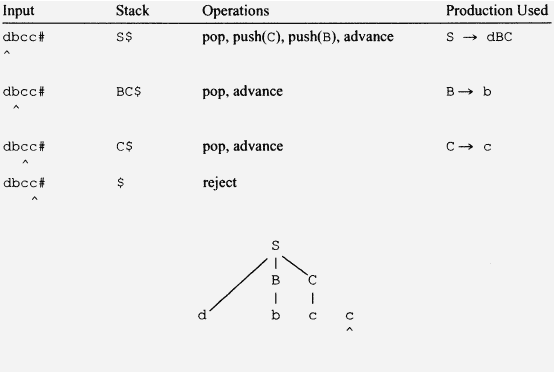 Input Stack Operations Production Used
dbcc# S$ pop, push(C), push(B), advance S → dBC
^
dbcc# BC$ pop, advance B → b
^
dbcc# C$ pop, advance C → c
^
dbcc# $ reject
^
S
B C
d b c c
^